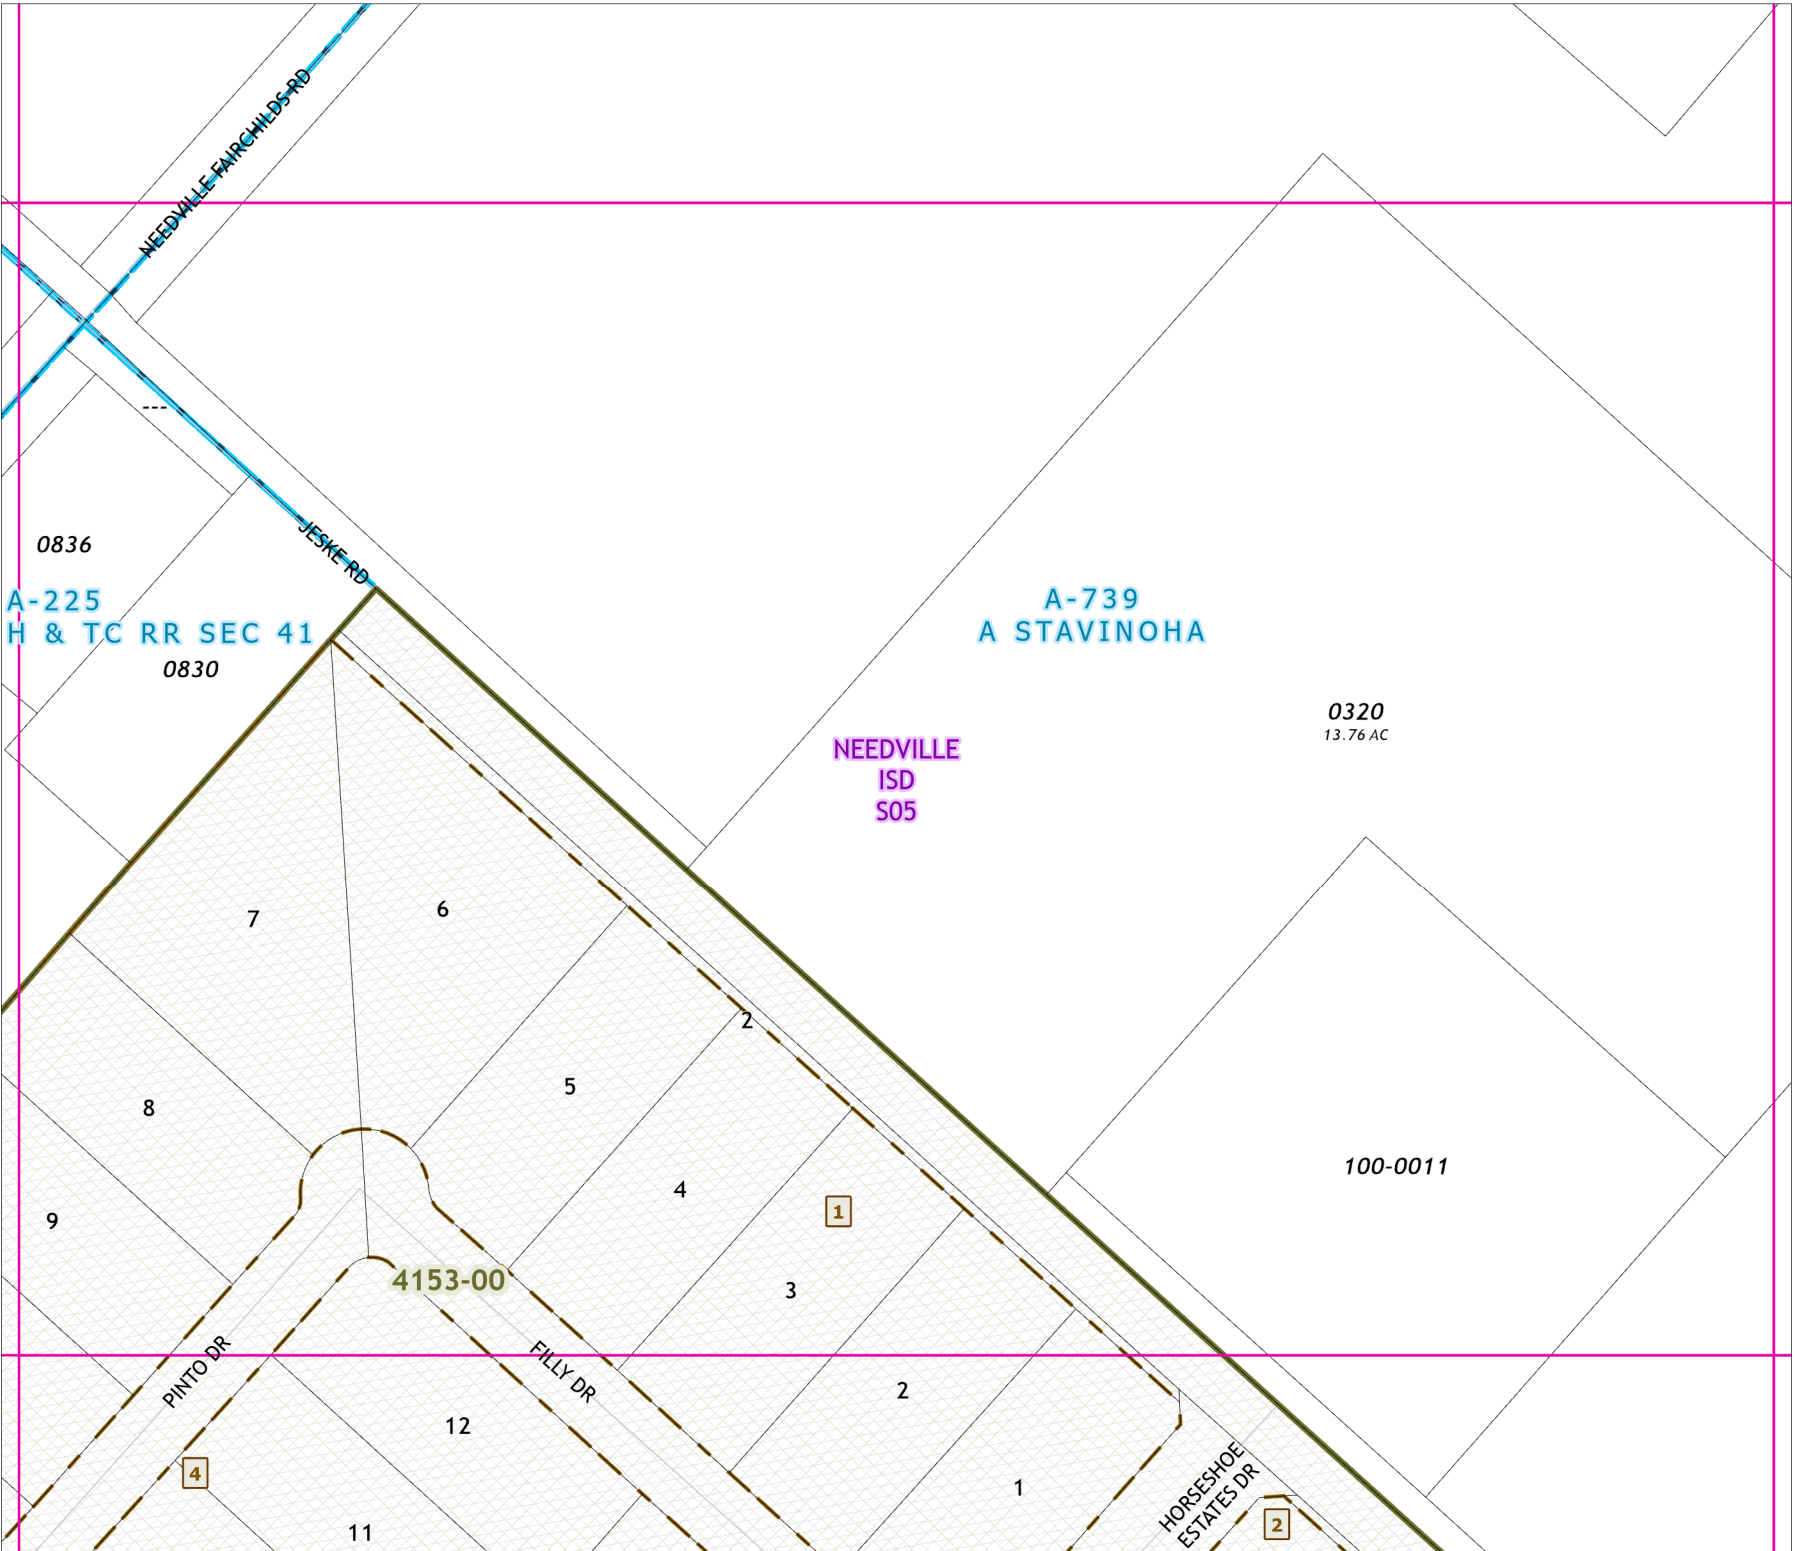 NEEDVILLE FAIRCHILDS RD
---
JESKE RD
0836
A-225
H & TC RR SEC 41
0830
A-739
A STAVINOHA
0320
13.76 AC
NEEDVILLE
ISD
S05
7
6
2
5
8
4
1
9
100-0011
3
4153-00
PINTO DR
FILLY DR
2
12
4
1
HORSESHOE
ESTATES DR
2
11